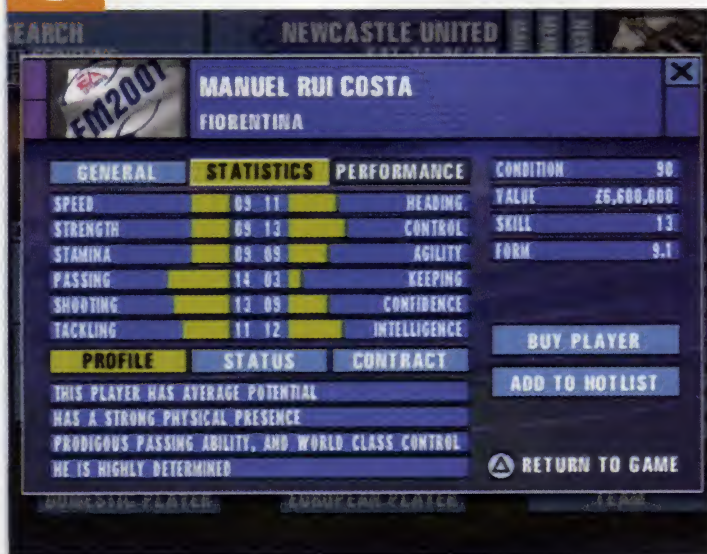 EARCH
NEWCASTLE UNITED
NEXT
EA
FM2001
MANUEL RUI COSTA
FIORENTINA
GENERAL STATISTICS PERFORMANCE
SPEED 09 11 HEADING
STRENGTH 09 13 CONTROL
STAMINA 09 09 AGILITY
PASSING 14 03 KEEPING
SHOOTING 13 09 CONFIDENCE
TACKLING 11 12 INTELLIGENCE
PROFILE STATUS CONTRACT
THIS PLAYER HAS AVERAGE POTENTIAL
HAS A STRONG PHYSICAL PRESENCE
PRODIGOUS PASSING ABILITY, AND WORLD CLASS CONTROL
HE IS HIGHLY DETERMINED
CONDITION 90
VALUE £6,600,000
SKILL 13
FORM 9.1
BUY PLAYER
ADD TO HOTLIST
RETURN TO GAME
DOMESTIC PLAYER EUROPEAN PLAYER TEAM